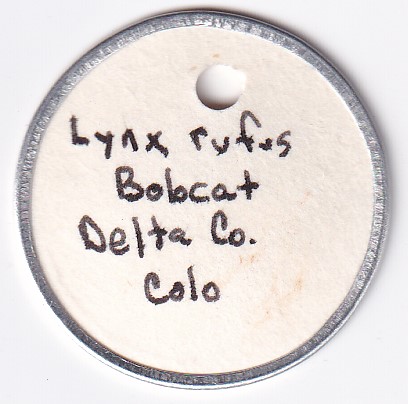 Lynx rufus
Bobcat
Delta Co.
Colo